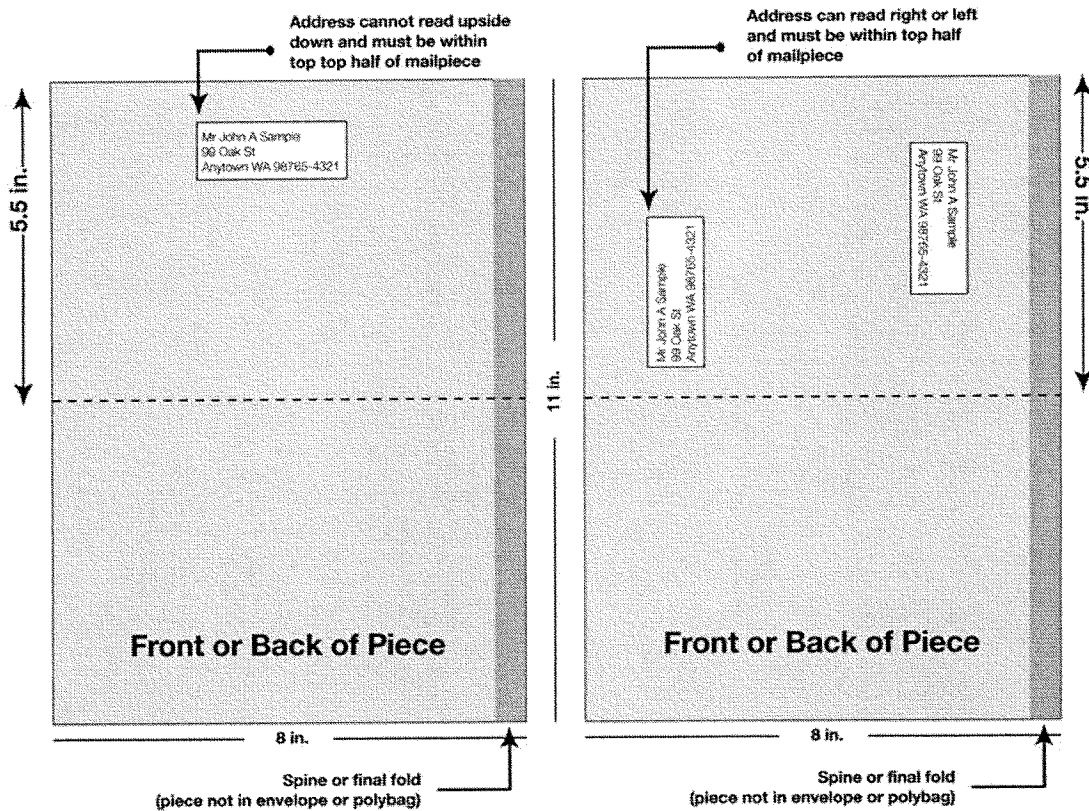 Address cannot read upside
down and must be within
top top half of mailpiece
Address can read right or left
and must be within top half
of mailpiece
Mr John A Sample
99 Oak St
Anytown WA 98765-4321
5.5 in.
11 in.
Mr John A Sample
99 Oak St
Anytown WA 98765-4321
Mr John A Sample
99 Oak St
Anytown WA 98765-4321
5.5 in.
Front or Back of Piece
Front or Back of Piece
8 in.
8 in.
Spine or final fold
(piece not in envelope or polybag)
Spine or final fold
(piece not in envelope or polybag)